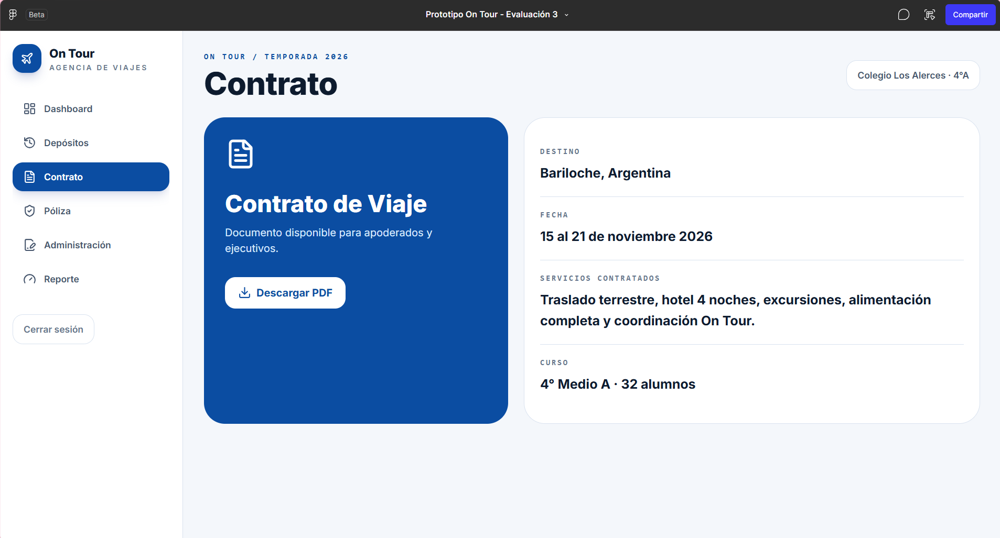 Beta
Prototipo On Tour - Evaluación 3
Compartir
On Tour
AGENCIA DE VIAJES
Dashboard
Depósitos
Contrato
Póliza
Administración
Reporte
Cerrar sesión
ON TOUR / TEMPORADA 2026
Contrato
Colegio Los Alerces · 4°A
Contrato de Viaje
Documento disponible para apoderados y
ejecutivos.
Descargar PDF
DESTINO
Bariloche, Argentina
FECHA
15 al 21 de noviembre 2026
SERVICIOS CONTRATADOS
Traslado terrestre, hotel 4 noches, excursiones, alimentación
completa y coordinación On Tour.
CURSO
4° Medio A · 32 alumnos